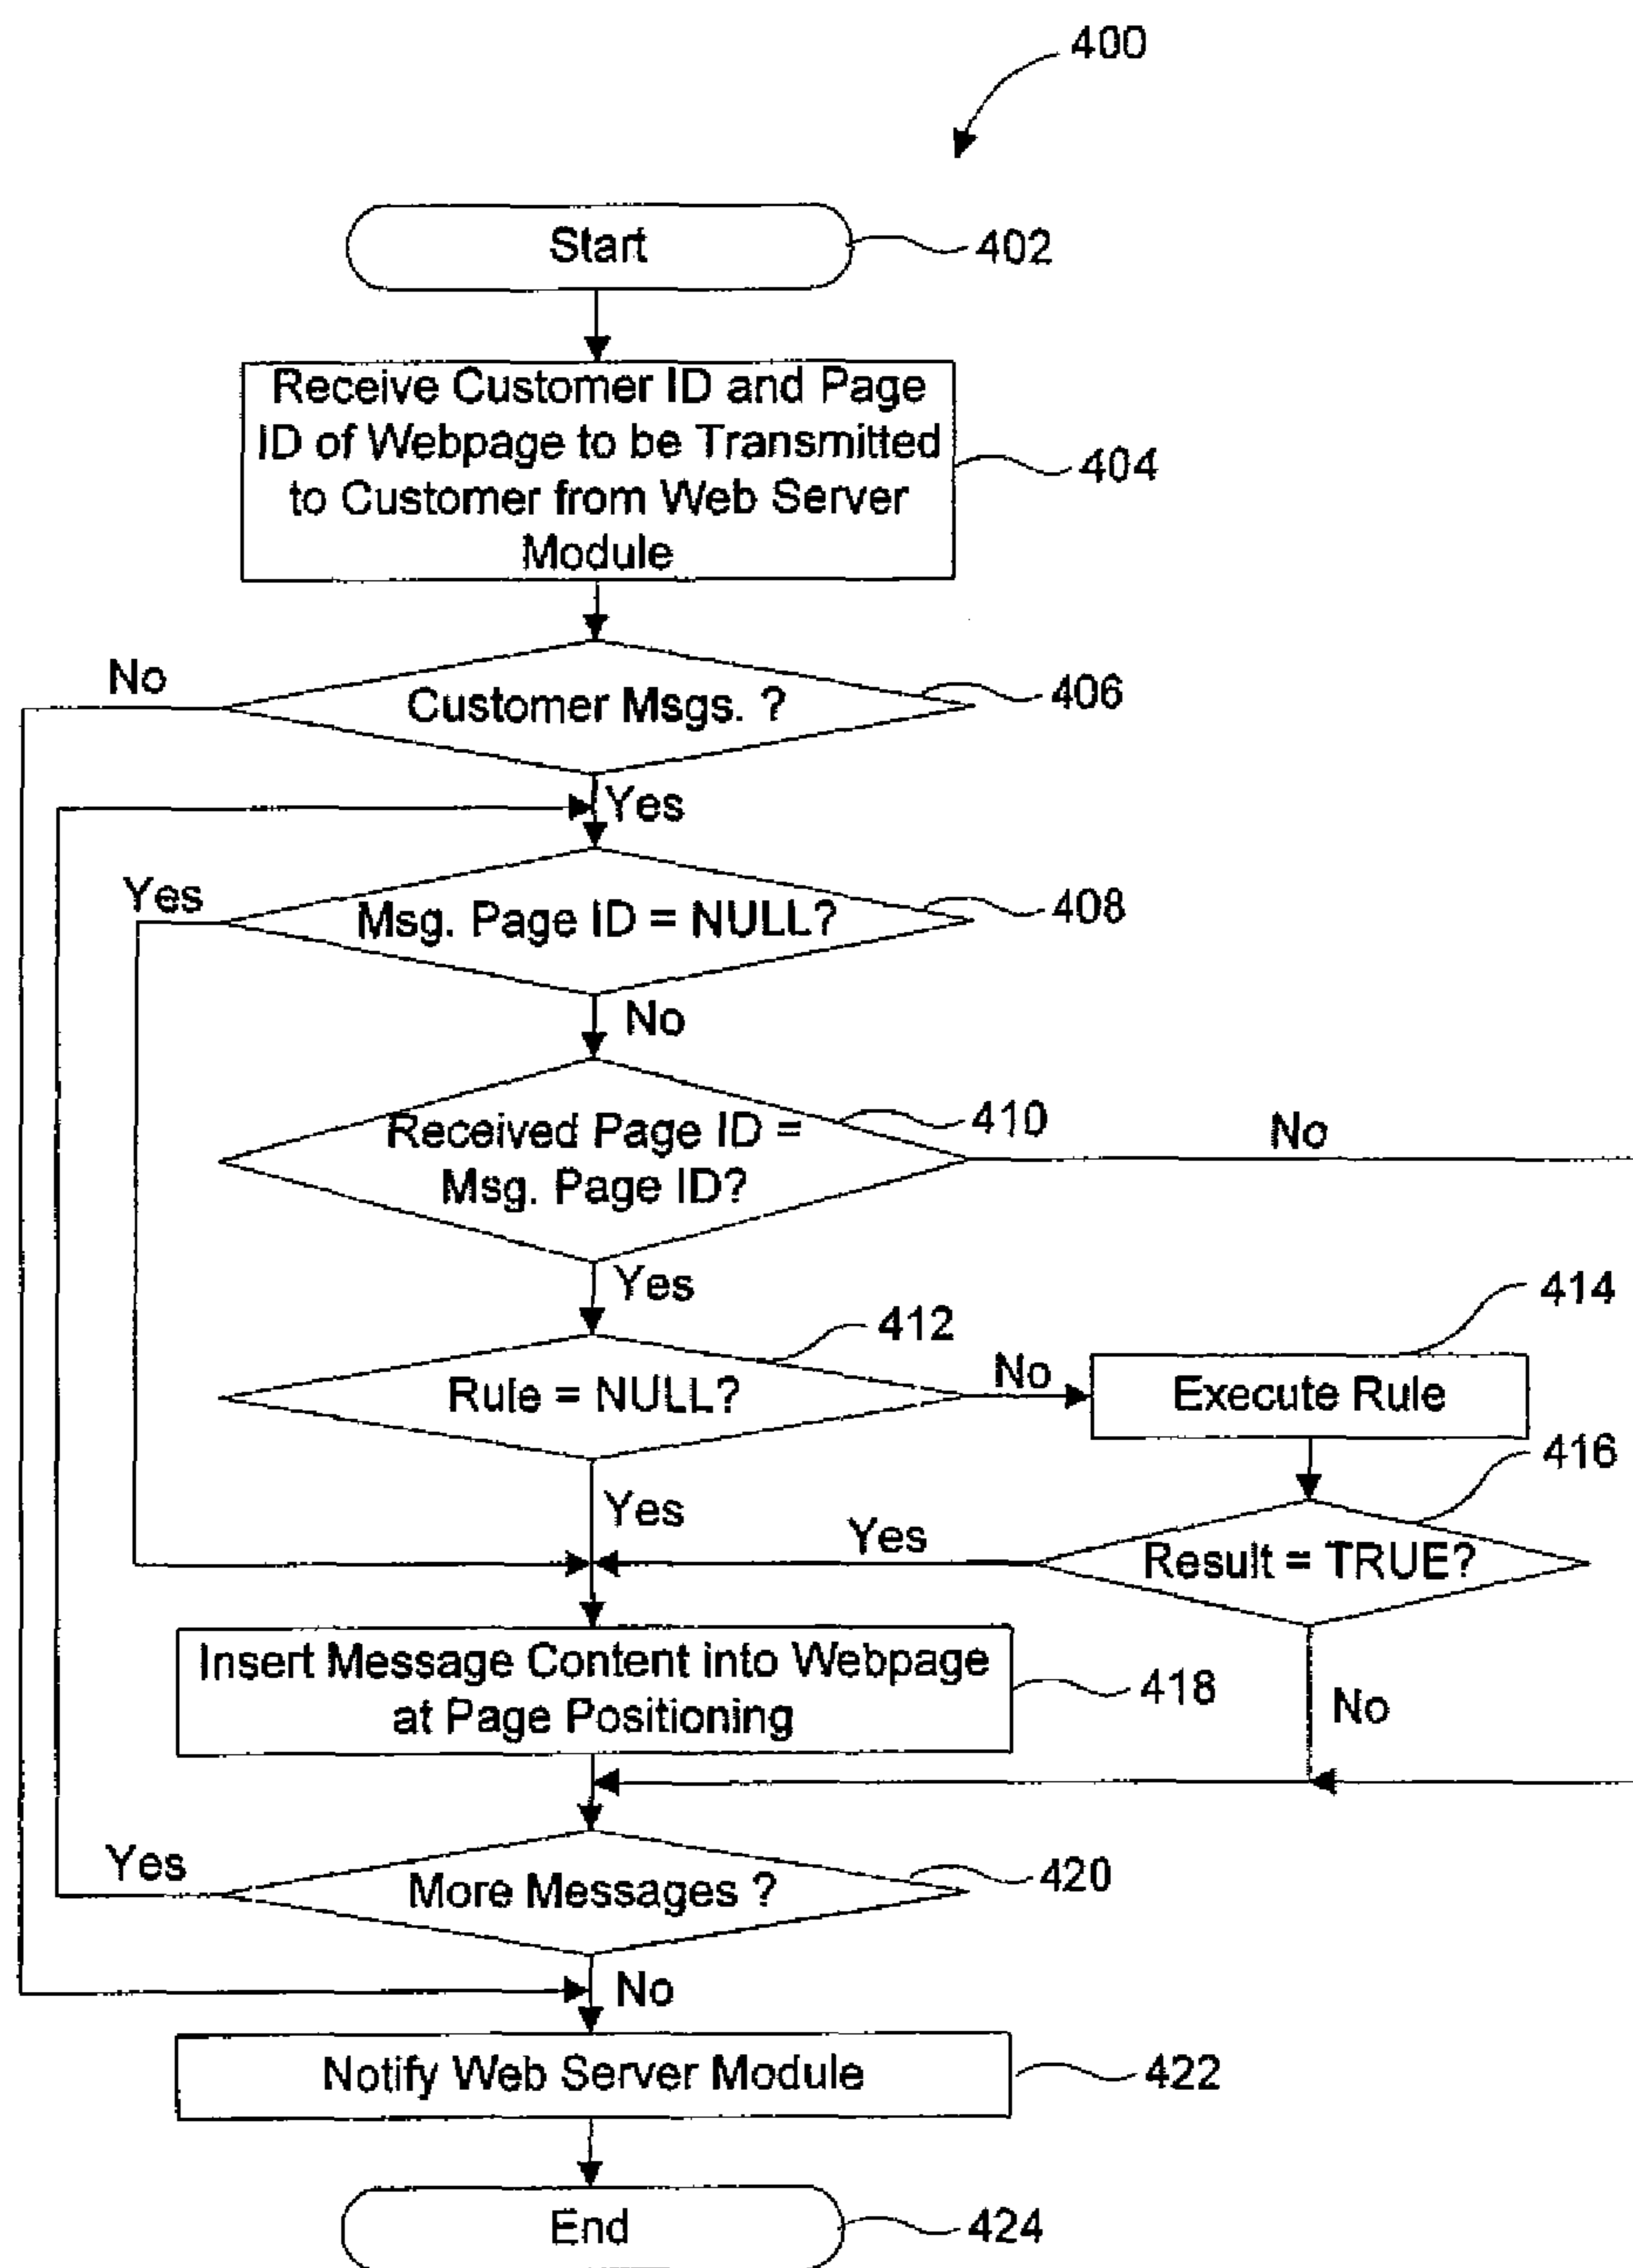 400
Start
402
Receive Customer ID and Page
ID of Webpage to be Transmitted
to Customer from Web Server
Module
404
No
Customer Msgs. ?
406
Yes
Yes
Msg. Page ID = NULL?
408
No
Received Page ID =
Msg. Page ID?
410
No
Yes
412
414
Rule = NULL?
No
Execute Rule
416
Yes
Yes
Result = TRUE?
Insert Message Content into Webpage
at Page Positioning
418
No
Yes
More Messages ?
420
No
Notify Web Server Module
422
End
424